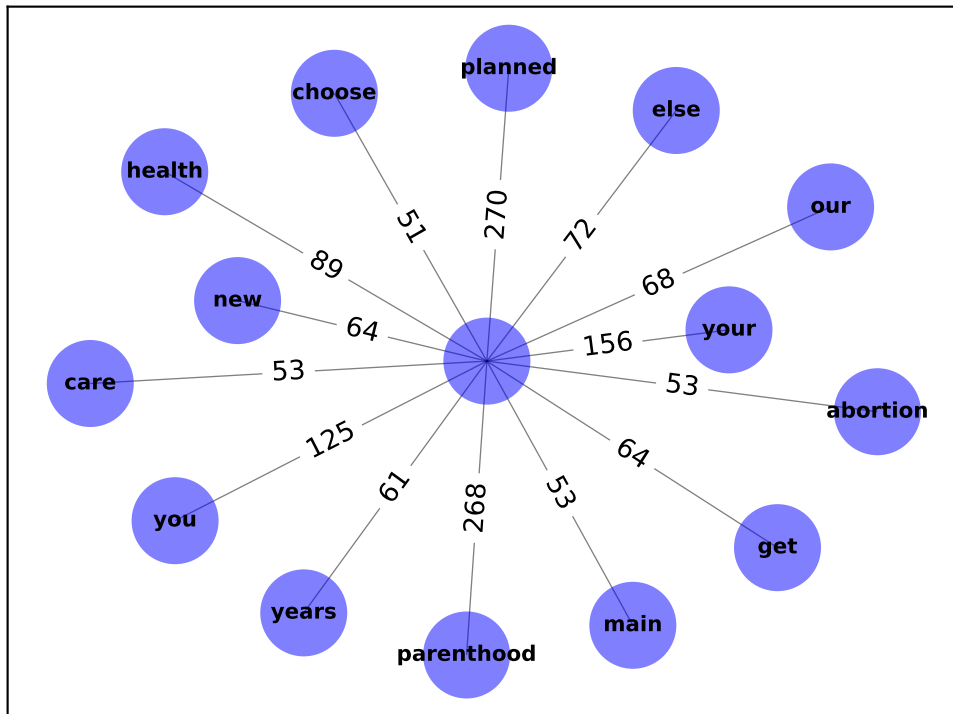 planned
choose
else
health
our
270
51
72
89
68
new
64
your
156
care
53
53
abortion
125
64
61
268
53
you
get
years
main
parenthood